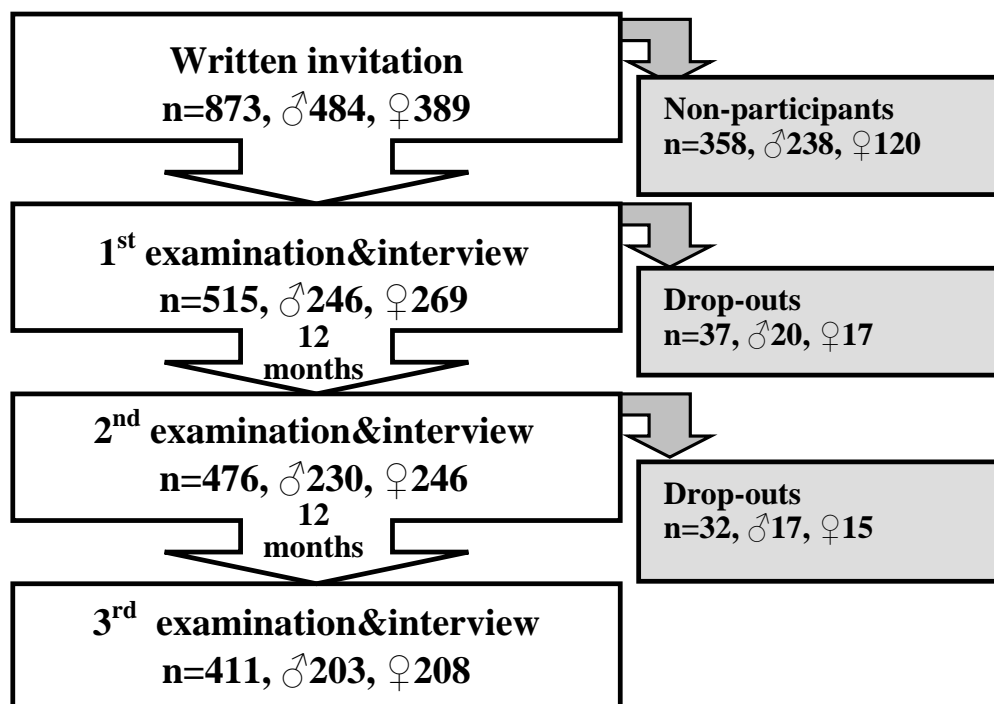 Written invitation
n=873, ♂484, ♀389
Non-participants
n=358, ♂238, ♀120
1st examination&interview
n=515, ♂246, ♀269
Drop-outs
n=37, ♂20, ♀17
12
months
2nd examination&interview
n=476, ♂230, ♀246
Drop-outs
n=32, ♂17, ♀15
12
months
3rd examination&interview
n=411, ♂203, ♀208